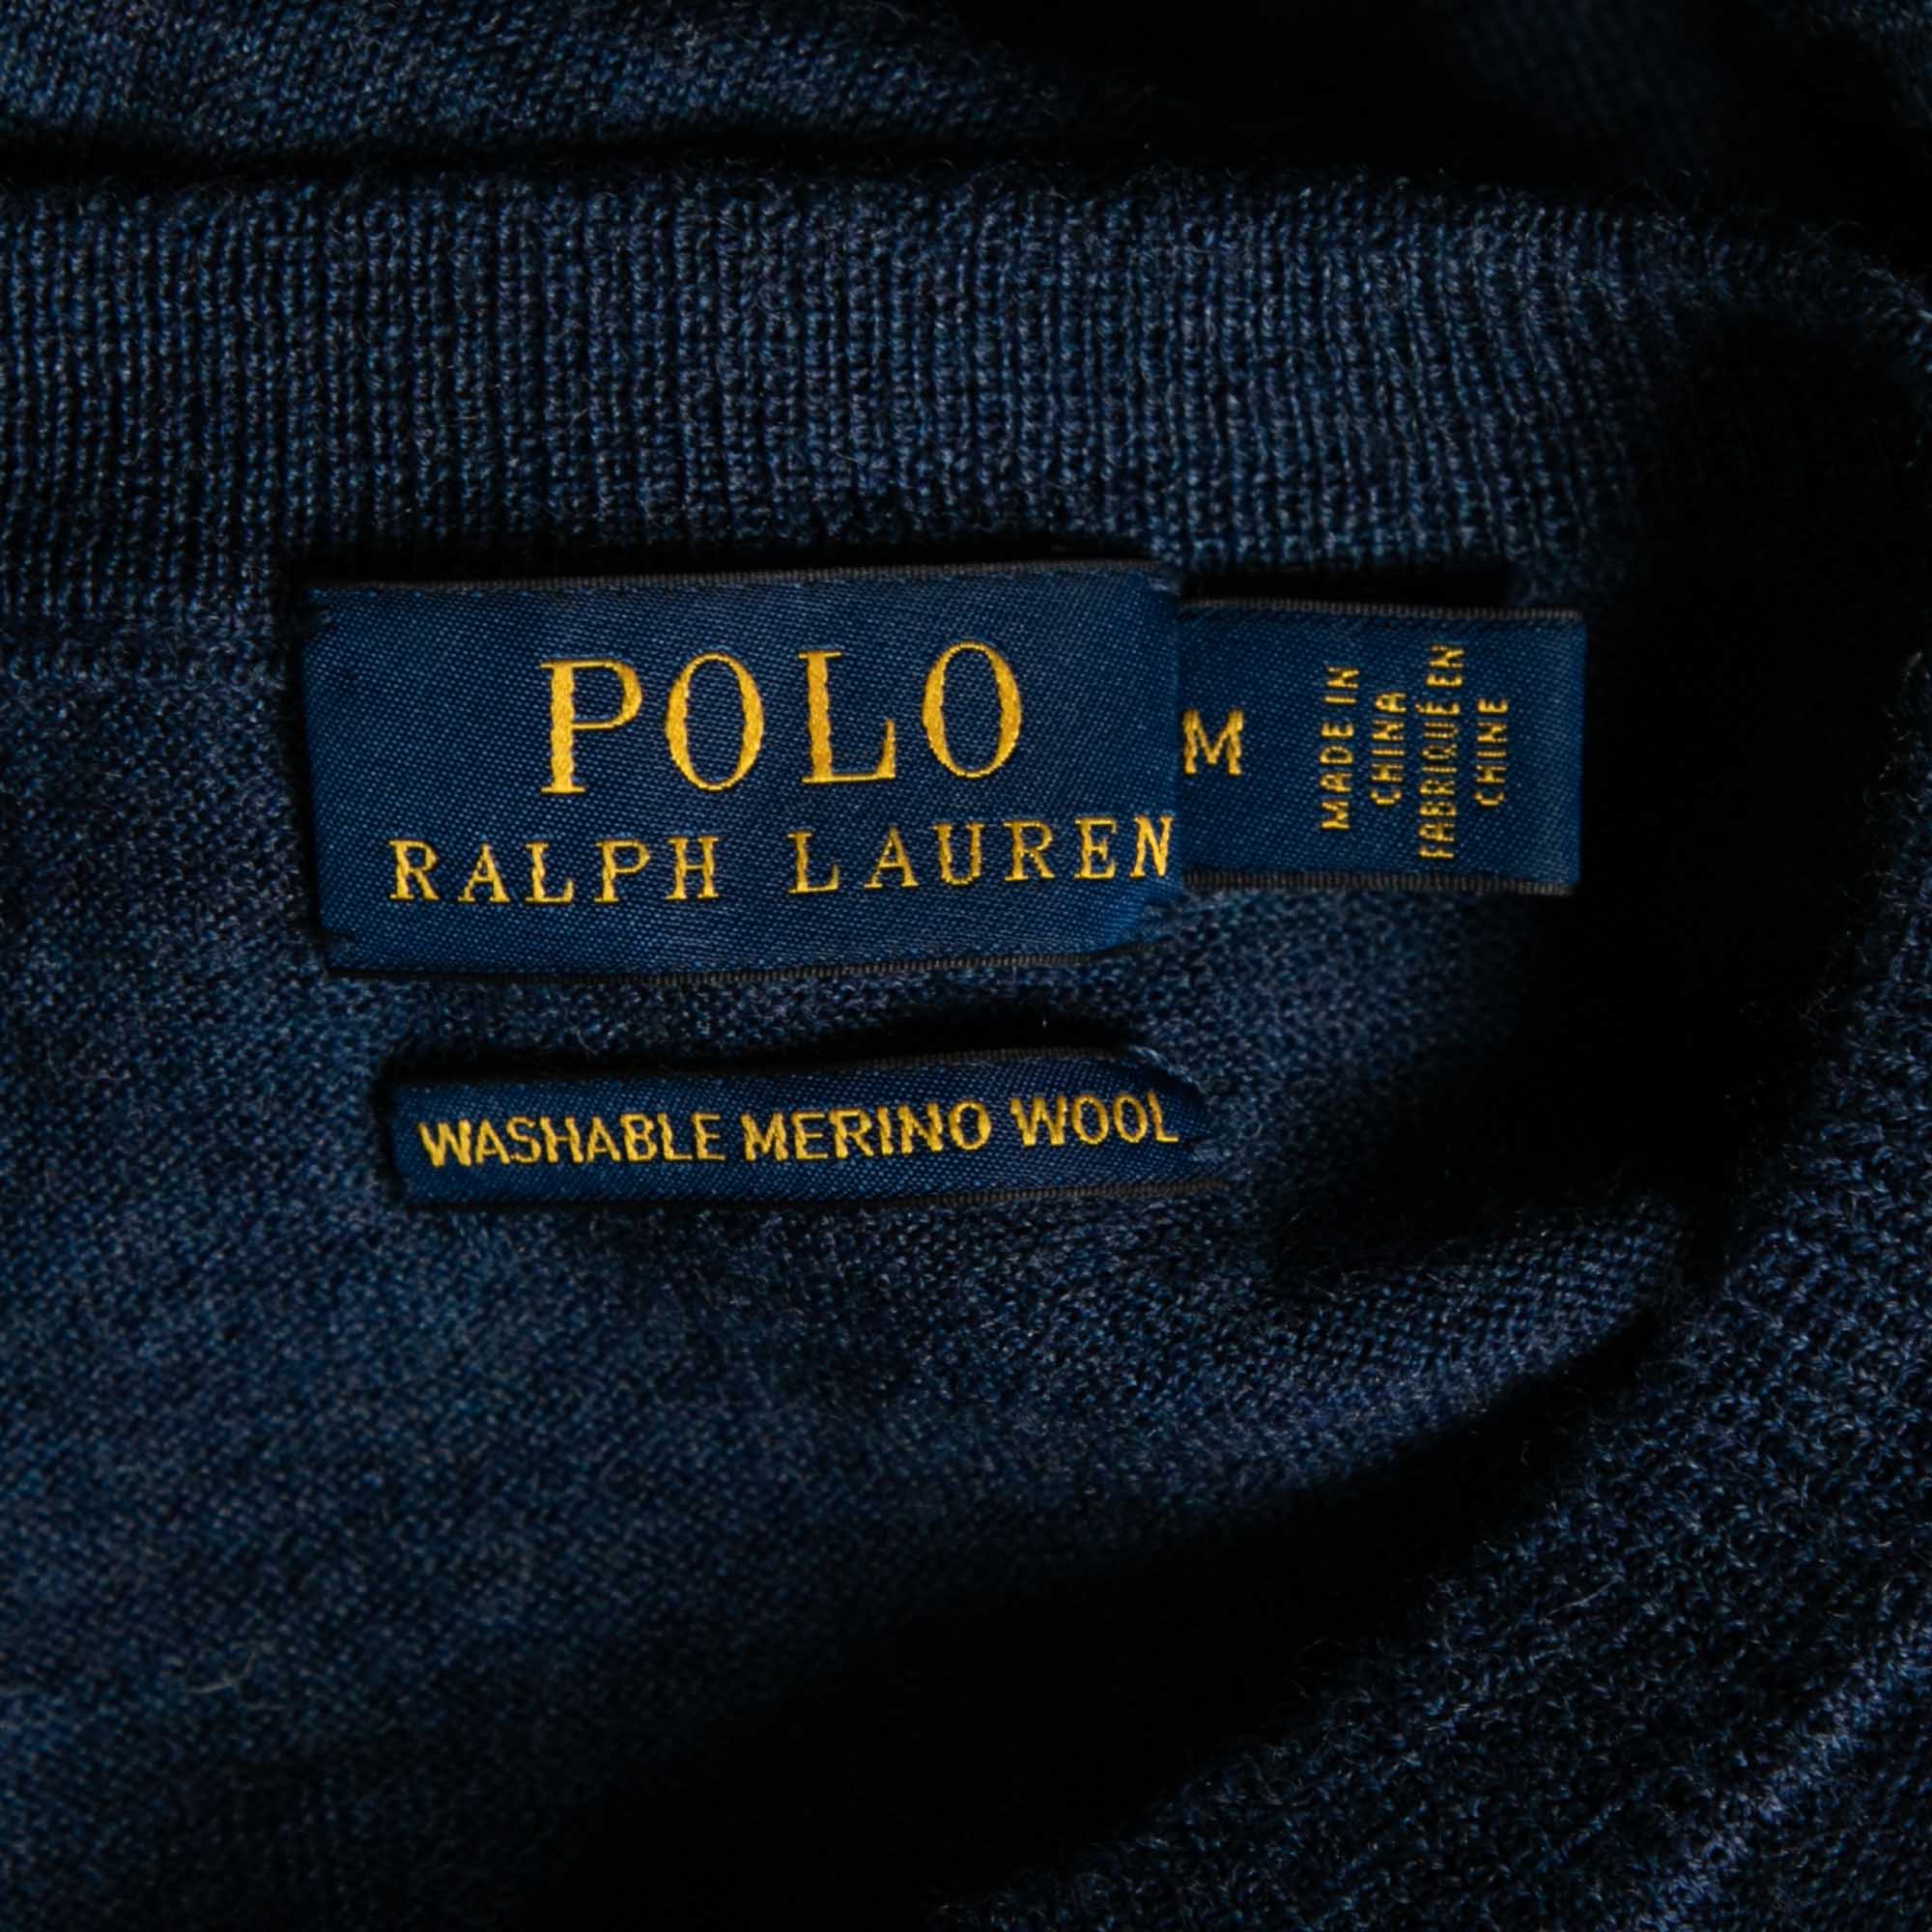 POLO
RALPH LAUREN
M
MADE IN
CHINA
FABRIQUÉ EN
CHINE
WASHABLE MERINO WOOL